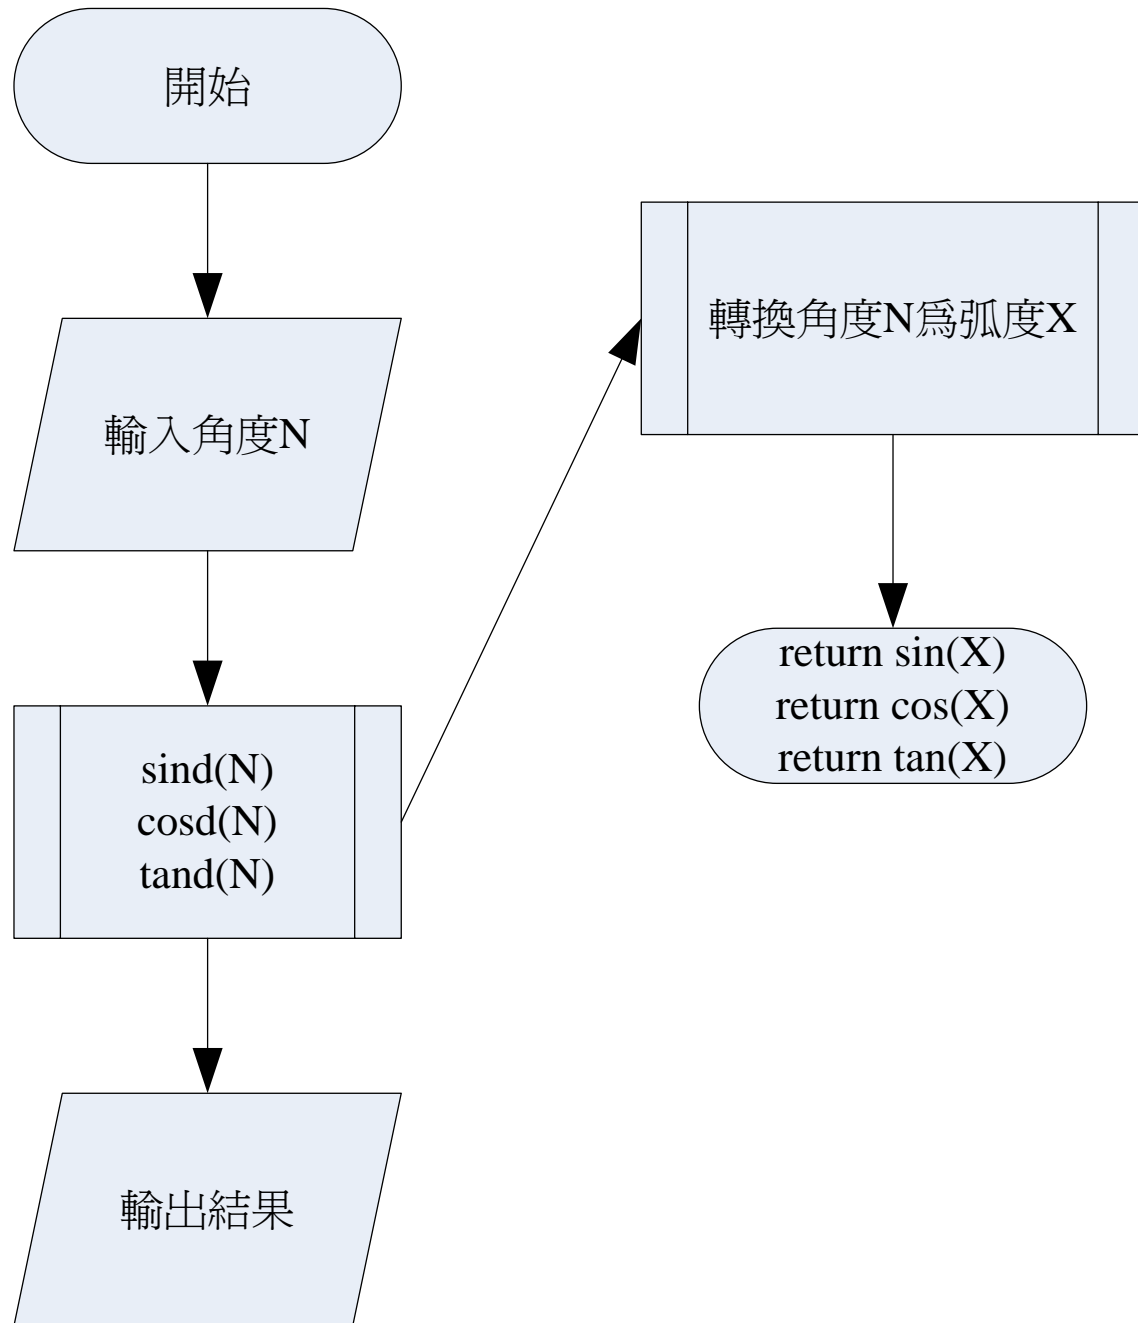 開始
輸入角度N
sind(N)
cosd(N)
tand(N)
輸出結果
轉換角度N爲弧度X
return sin(X)
return cos(X)
return tan(X)